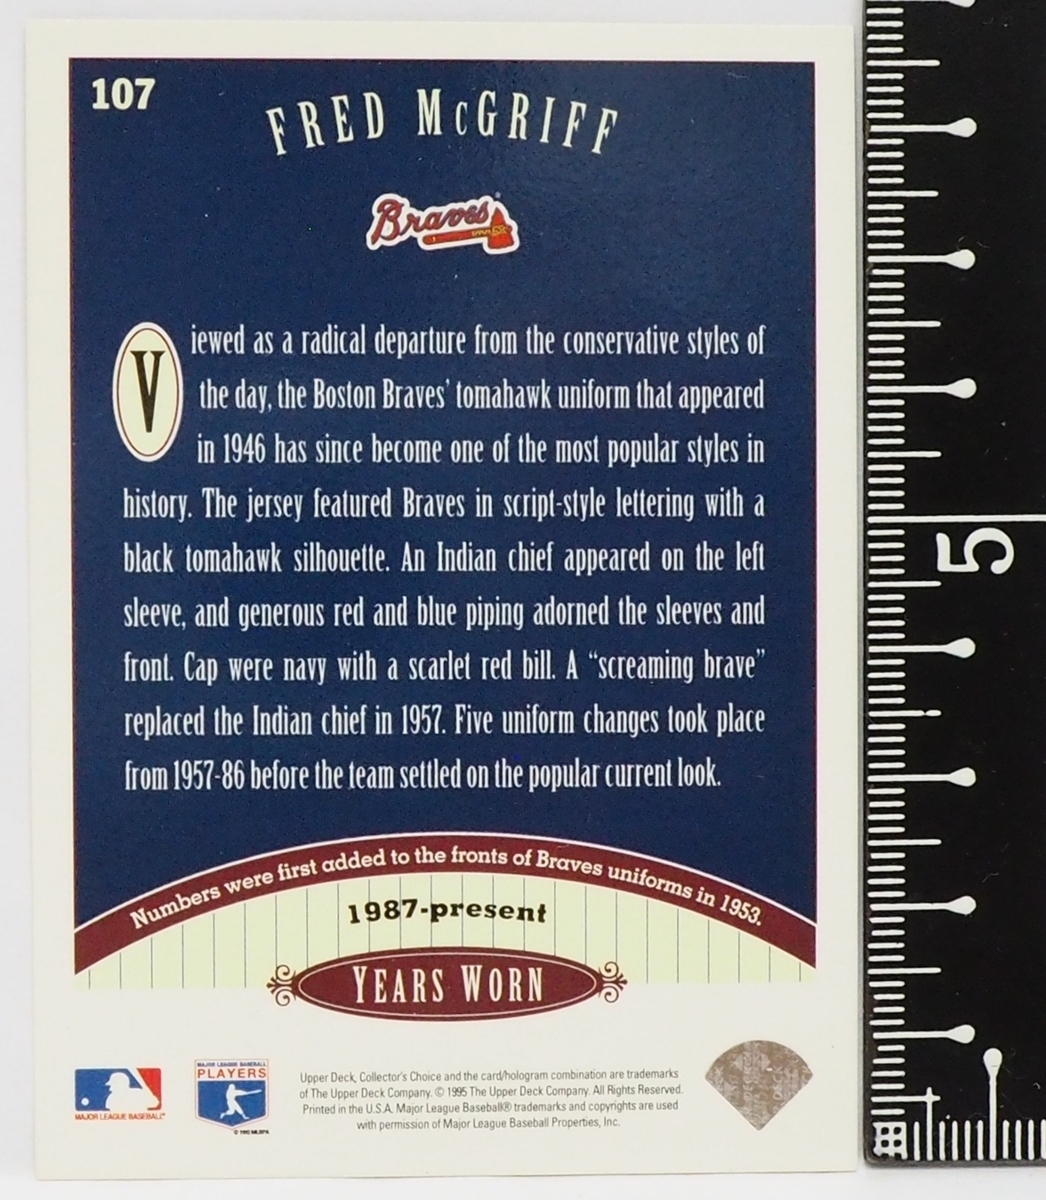 107
FRED McGRIFF
Braves
Viewed as a radical departure from the conservative styles of
the day, the Boston Braves' tomahawk uniform that appeared
in 1946 has since become one of the most popular styles in
history. The jersey featured Braves in script-style lettering with a
black tomahawk silhouette. An Indian chief appeared on the left
sleeve, and generous red and blue piping adorned the sleeves and
front. Cap were navy with a scarlet red bill. A “screaming brave”
replaced the Indian chief in 1957. Five uniform changes took place
from 1957-86 before the team settled on the popular current look.
Numbers were first added to the fronts of Braves uniforms in 1953.
1987-present
YEARS WORN
MAJOR LEAGUE BASEBALL
MAJOR LEAGUE BASEBALL
PLAYERS
Upper Deck, Collector's Choice and the card/hologram combination are trademarks
of The Upper Deck Company. © 1995 The Upper Deck Company. All Rights Reserved.
Printed in the U.S.A. Major League Baseball® trademarks and copyrights are used
with permission of Major League Baseball Properties, Inc.
5